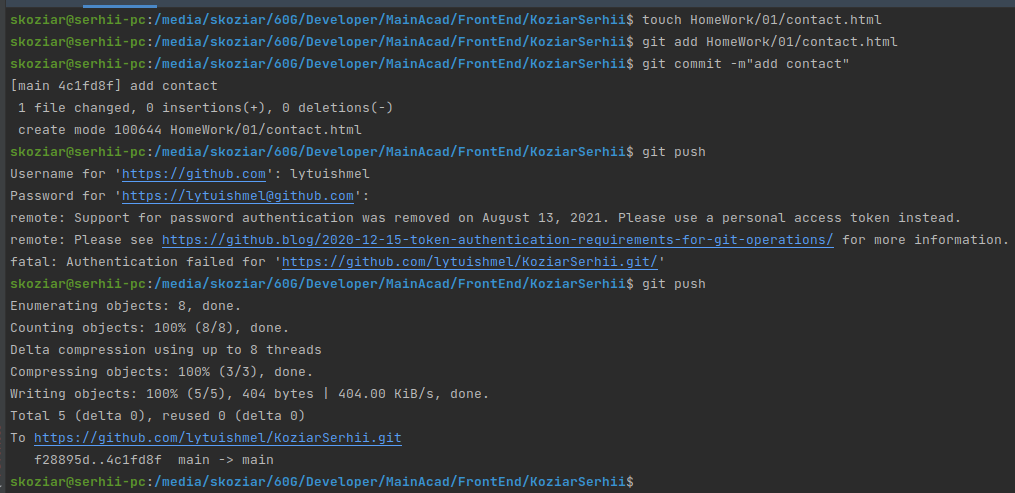 skoziar@serhii-pc:/media/skoziar/60G/Developer/MainAcad/FrontEnd/KoziarSerhii$ touch HomeWork/01/contact.html
skoziar@serhii-pc:/media/skoziar/60G/Developer/MainAcad/FrontEnd/KoziarSerhii$ git add HomeWork/01/contact.html
skoziar@serhii-pc:/media/skoziar/60G/Developer/MainAcad/FrontEnd/KoziarSerhii$ git commit -m"add contact"
[main 4c1fd8f] add contact
 1 file changed, 0 insertions(+), 0 deletions(-)
 create mode 100644 HomeWork/01/contact.html
skoziar@serhii-pc:/media/skoziar/60G/Developer/MainAcad/FrontEnd/KoziarSerhii$ git push
Username for 'https://github.com': lytuishmel
Password for 'https://lytuishmel@github.com':
remote: Support for password authentication was removed on August 13, 2021. Please use a personal access token instead.
remote: Please see https://github.blog/2020-12-15-token-authentication-requirements-for-git-operations/ for more information.
fatal: Authentication failed for 'https://github.com/lytuishmel/KoziarSerhii.git/'
skoziar@serhii-pc:/media/skoziar/60G/Developer/MainAcad/FrontEnd/KoziarSerhii$ git push
Enumerating objects: 8, done.
Counting objects: 100% (8/8), done.
Delta compression using up to 8 threads
Compressing objects: 100% (3/3), done.
Writing objects: 100% (5/5), 404 bytes | 404.00 KiB/s, done.
Total 5 (delta 0), reused 0 (delta 0)
To https://github.com/lytuishmel/KoziarSerhii.git
   f28895d..4c1fd8f  main -> main
skoziar@serhii-pc:/media/skoziar/60G/Developer/MainAcad/FrontEnd/KoziarSerhii$